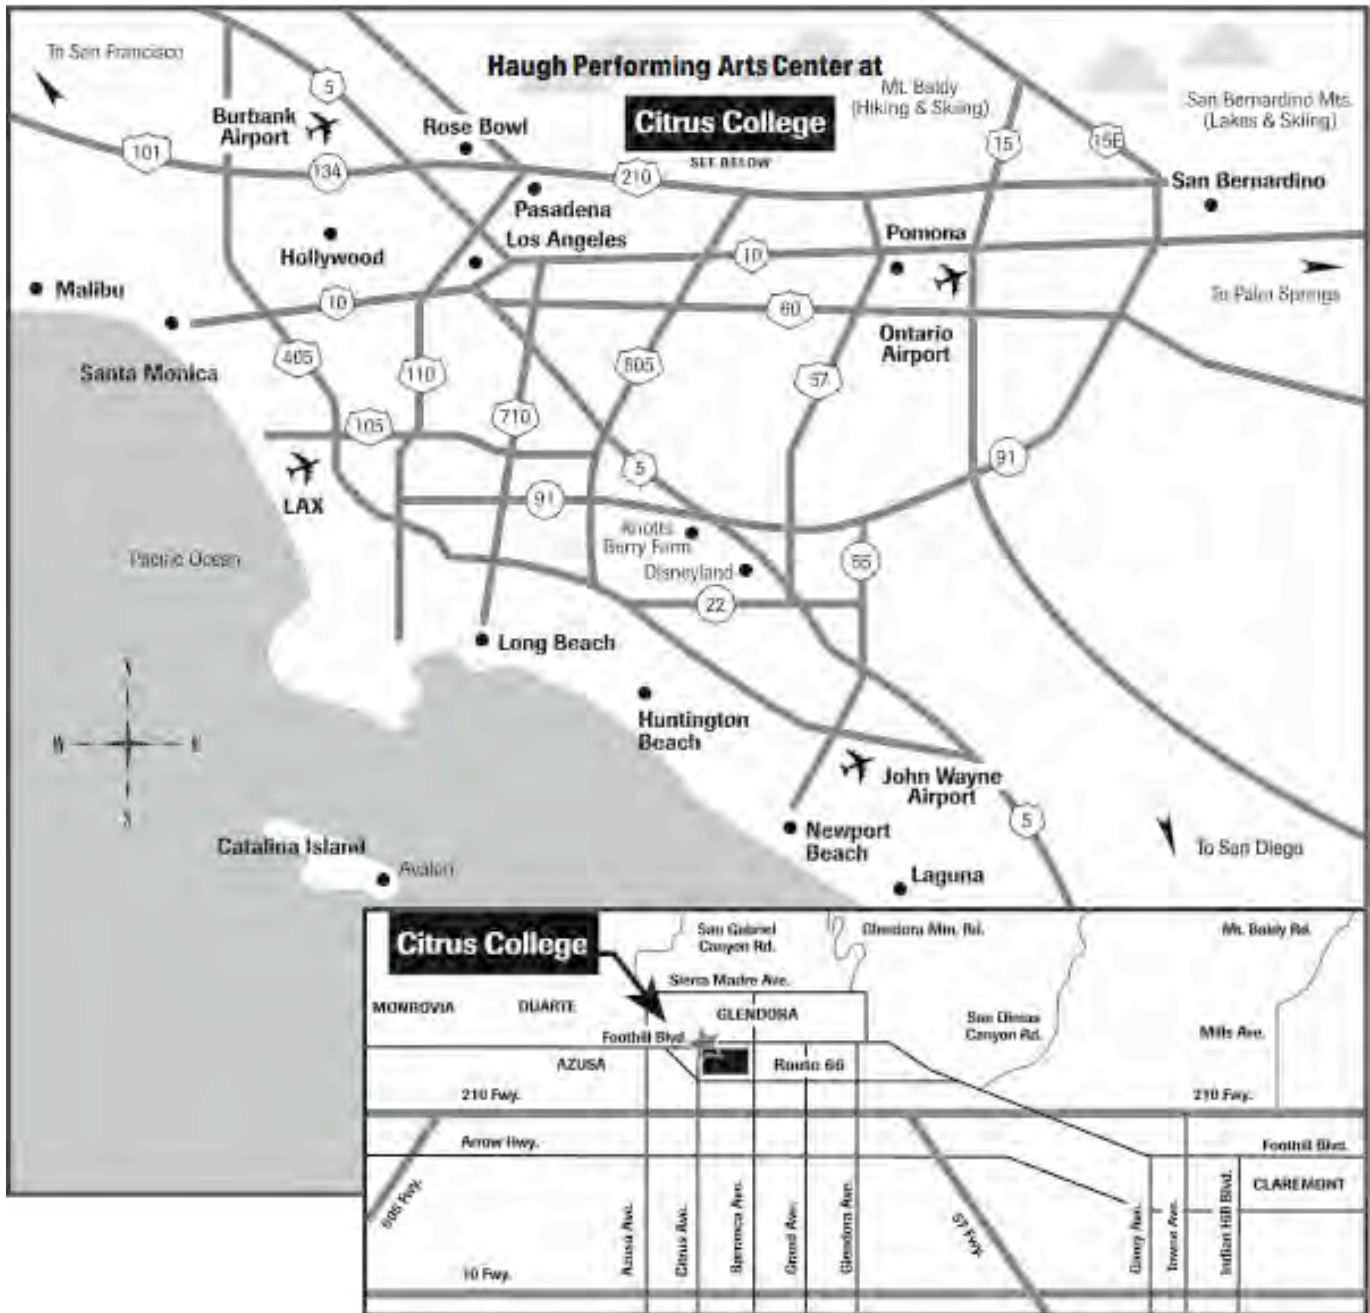 To San Francisco
Haugh Performing Arts Center at
Citrus College
SEE BELOW
Mt. Baldy
(Hiking & Skiing)
San Bernardino Mts.
(Lakes & Skiing)
5
Burbank
Airport
Rose Bowl
101
134
210
15
15E
San Bernardino
Pasadena
Los Angeles
Hollywood
10
Pomona
Malibu
10
60
To Palm Springs
Ontario
Airport
Santa Monica
405
110
605
57
710
105
5
91
LAX
91
Knotts
Berry Farm
Pacific Ocean
Disneyland
55
22
Long Beach
Huntington
Beach
W
E
S
John Wayne
Airport
5
Newport
Beach
To San Diego
Catalina Island
Avalon
Laguna
Citrus College
San Gabriel
Canyon Rd.
Glendora Mtn. Rd.
Mt. Baldy Rd.
Sierra Madre Ave.
MONROVIA
DUARTE
GLENDORA
San Dimas
Canyon Rd.
Mills Ave.
Foothill Blvd.
AZUSA
Route 66
210 Fwy.
210 Fwy.
Arrow Hwy.
Foothill Blvd.
CLAREMONT
605 Fwy.
Azusa Ave.
Citrus Ave.
Barranca Ave.
Grand Ave.
Glendora Ave.
57 Fwy.
Garey Ave.
Towne Ave.
Indian Hill Blvd.
10 Fwy.